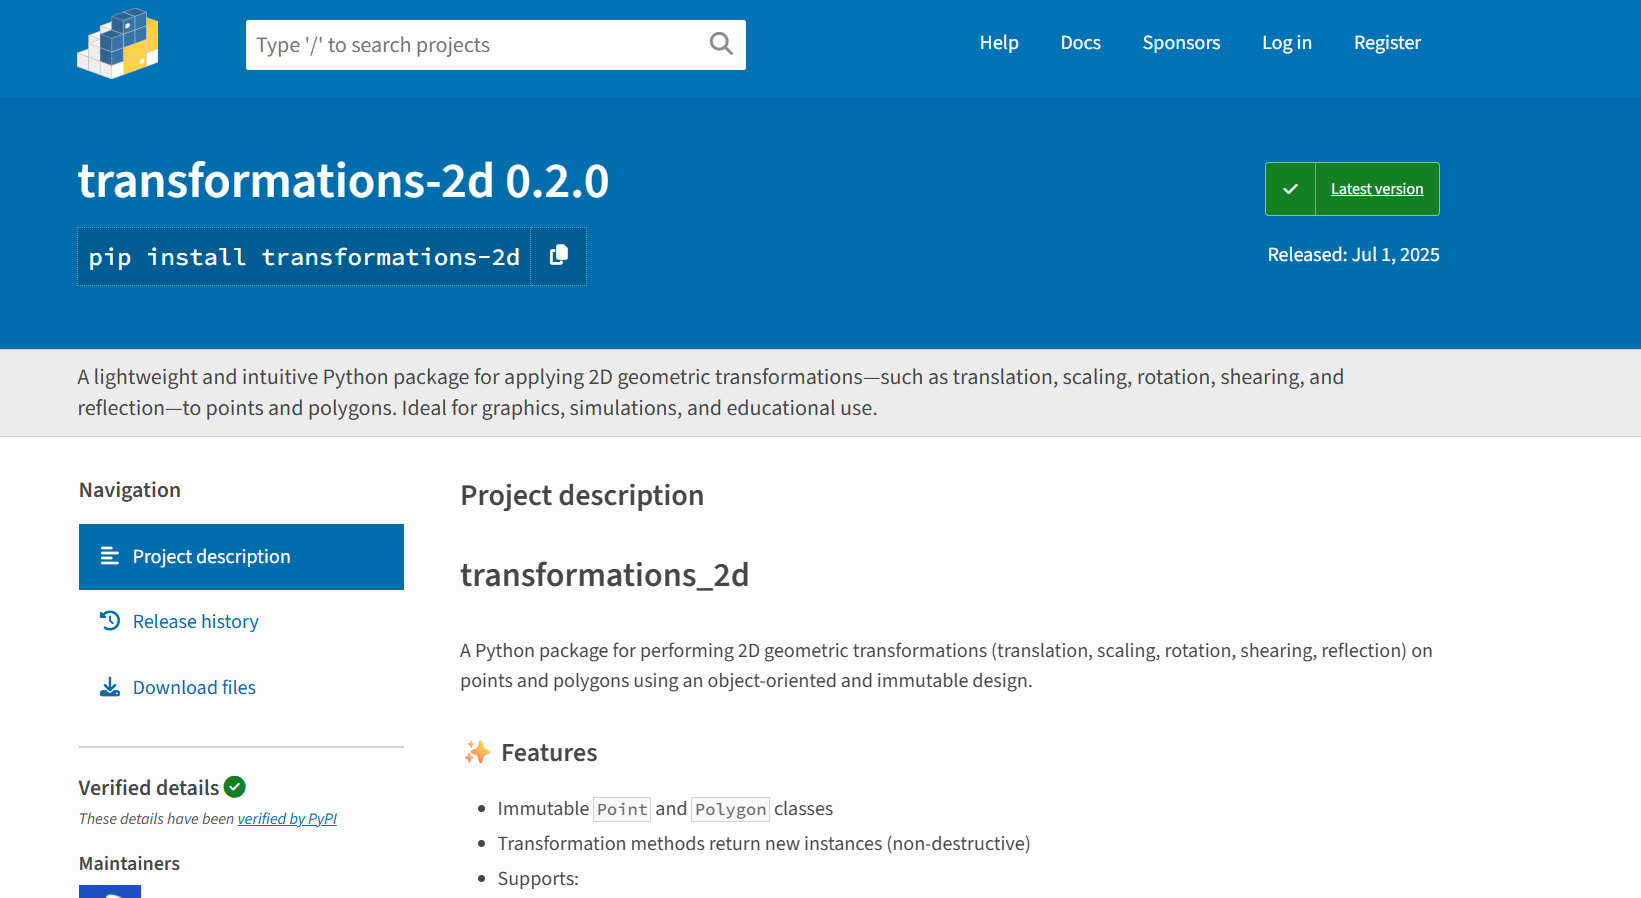 Type '/' to search projects
Help Docs Sponsors Log in Register
transformations-2d 0.2.0
pip install transformations-2d
Latest version
Released: Jul 1, 2025
A lightweight and intuitive Python package for applying 2D geometric transformations—such as translation, scaling, rotation, shearing, and
reflection—to points and polygons. Ideal for graphics, simulations, and educational use.
Navigation
Project description
Release history
Download files
Verified details
These details have been verified by PyPI
Maintainers
Project description
transformations_2d
A Python package for performing 2D geometric transformations (translation, scaling, rotation, shearing, reflection) on
points and polygons using an object-oriented and immutable design.
✨ Features
• Immutable Point and Polygon classes
• Transformation methods return new instances (non-destructive)
• Supports: